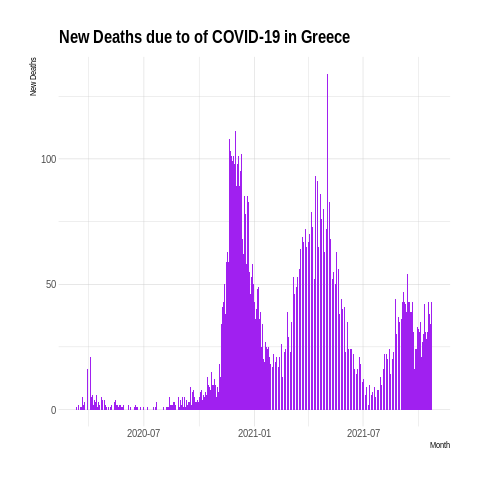 New Deaths due to of COVID-19 in Greece
New Deaths
100
50
0
2020-07
2021-01
2021-07
Month